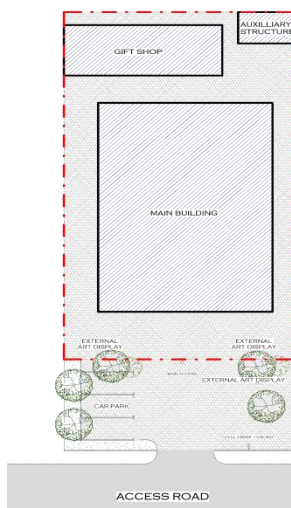 AUXILLIARY
STRUCTURE
GIFT SHOP
MAIN BUILDING
EXTERNAL
ART DISPLAY
EXTERNAL
ART DISPLAY
EXTERNAL ART DISPLAY
CAR PARK
ACCESS ROAD